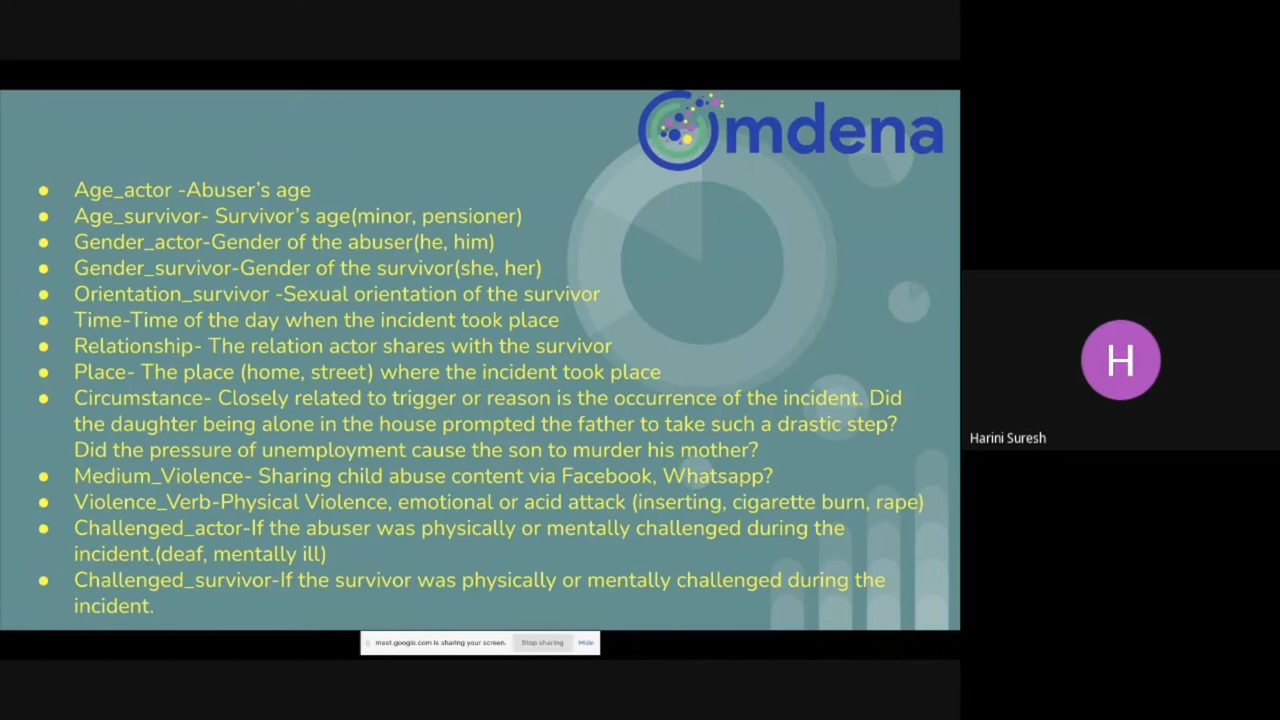 Omdena
● Age_actor -Abuser's age
● Age_survivor- Survivor's age(minor, pensioner)
● Gender_actor-Gender of the abuser(he, him)
● Gender_survivor-Gender of the survivor(she, her)
● Orientation_survivor -Sexual orientation of the survivor
● Time-Time of the day when the incident took place
● Relationship- The relation actor shares with the survivor
● Place- The place (home, street) where the incident took place
● Circumstance- Closely related to trigger or reason is the occurrence of the incident. Did
the daughter being alone in the house prompted the father to take such a drastic step?
Did the pressure of unemployment cause the son to murder his mother?
● Medium_Violence- Sharing child abuse content via Facebook, Whatsapp?
● Violence_Verb-Physical Violence, emotional or acid attack (inserting, cigarette burn, rape)
● Challenged_actor-If the abuser was physically or mentally challenged during the
incident.(deaf, mentally ill)
● Challenged_survivor-If the survivor was physically or mentally challenged during the
incident.
meet.google.com is sharing your screen. Stop sharing Hide
H
Harini Suresh